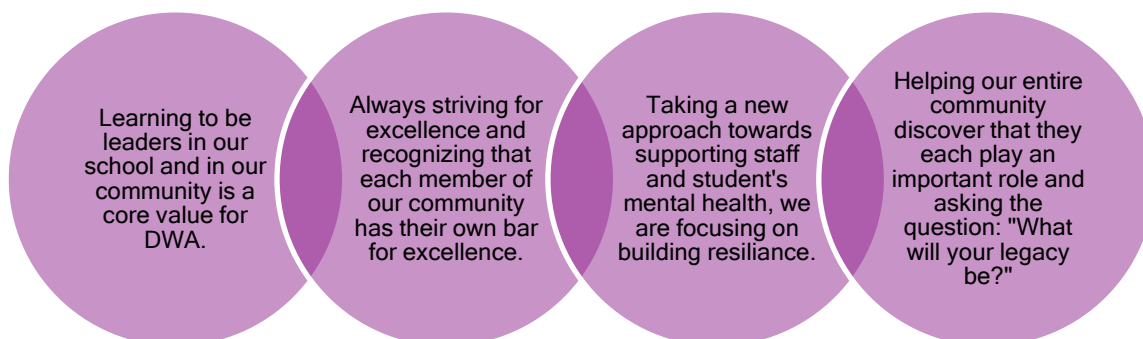 Learning to be
leaders in our
school and in our
community is a
core value for
DWA.
Always striving for
excellence and
recognizing that
each member of
our community
has their own bar
for excellence.
Taking a new
approach towards
supporting staff
and student's
mental health, we
are focusing on
building resiliance.
Helping our entire
community
discover that they
each play an
important role and
asking the
question: "What
will your legacy
be?"